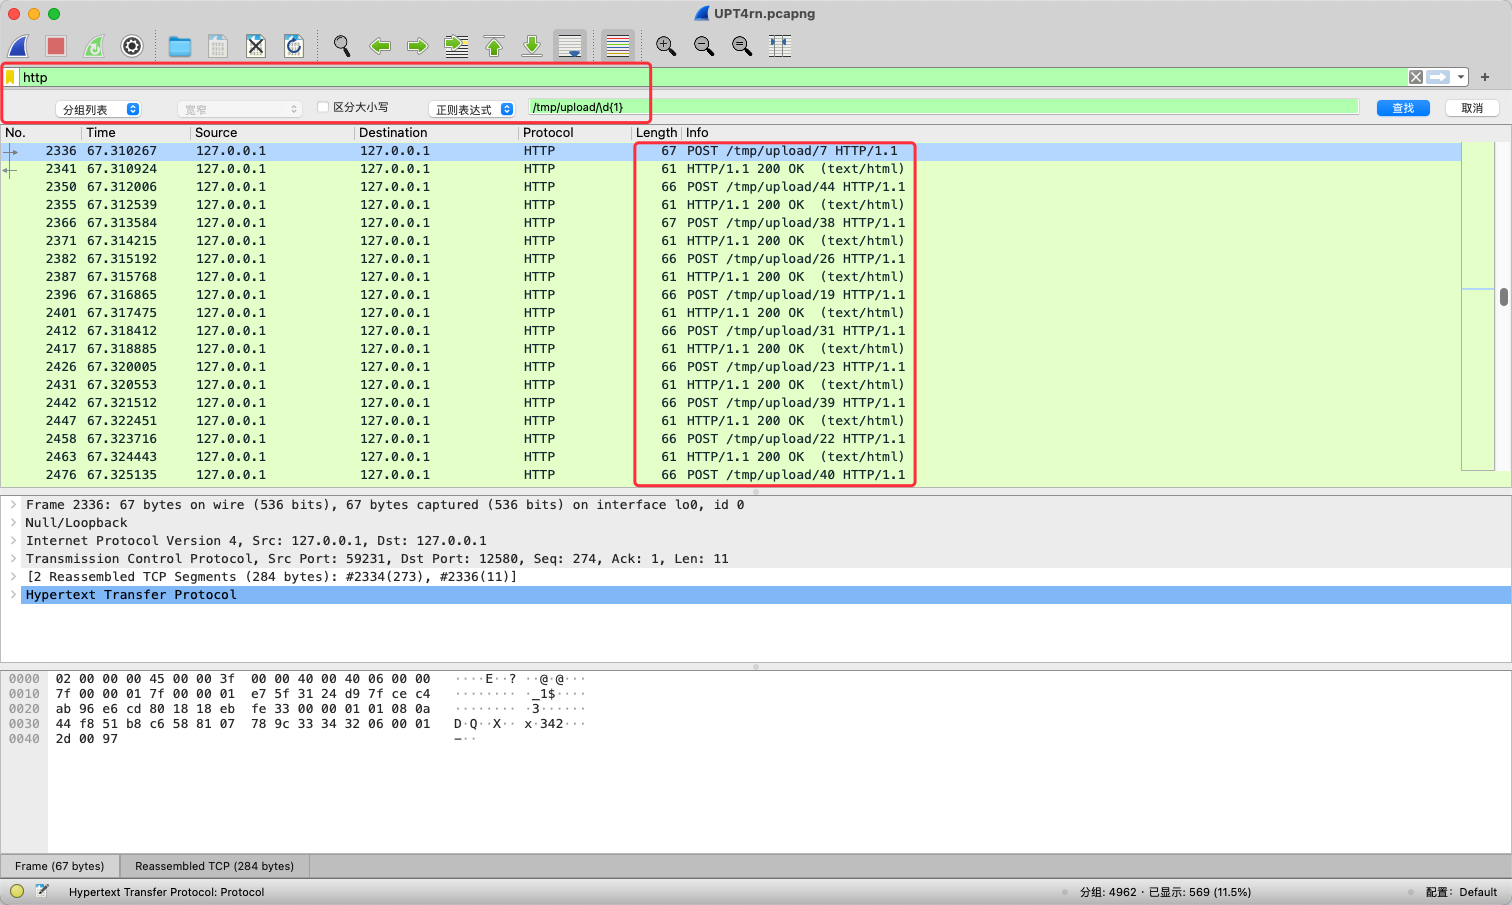 UPT4rn.pcapng
http
分组列表 宽窄 区分大小写 正则表达式 /tmp/upload/\d{1} 查找 取消
No. Time Source Destination Protocol Length Info
2336 67.310267 127.0.0.1 127.0.0.1 HTTP 67 POST /tmp/upload/7 HTTP/1.1
2341 67.310924 127.0.0.1 127.0.0.1 HTTP 61 HTTP/1.1 200 OK (text/html)
2350 67.312006 127.0.0.1 127.0.0.1 HTTP 66 POST /tmp/upload/44 HTTP/1.1
2355 67.312539 127.0.0.1 127.0.0.1 HTTP 61 HTTP/1.1 200 OK (text/html)
2366 67.313584 127.0.0.1 127.0.0.1 HTTP 67 POST /tmp/upload/38 HTTP/1.1
2371 67.314215 127.0.0.1 127.0.0.1 HTTP 61 HTTP/1.1 200 OK (text/html)
2382 67.315192 127.0.0.1 127.0.0.1 HTTP 66 POST /tmp/upload/26 HTTP/1.1
2387 67.315768 127.0.0.1 127.0.0.1 HTTP 61 HTTP/1.1 200 OK (text/html)
2396 67.316865 127.0.0.1 127.0.0.1 HTTP 66 POST /tmp/upload/19 HTTP/1.1
2401 67.317475 127.0.0.1 127.0.0.1 HTTP 61 HTTP/1.1 200 OK (text/html)
2412 67.318412 127.0.0.1 127.0.0.1 HTTP 66 POST /tmp/upload/31 HTTP/1.1
2417 67.318885 127.0.0.1 127.0.0.1 HTTP 61 HTTP/1.1 200 OK (text/html)
2426 67.320005 127.0.0.1 127.0.0.1 HTTP 66 POST /tmp/upload/23 HTTP/1.1
2431 67.320553 127.0.0.1 127.0.0.1 HTTP 61 HTTP/1.1 200 OK (text/html)
2442 67.321512 127.0.0.1 127.0.0.1 HTTP 66 POST /tmp/upload/39 HTTP/1.1
2447 67.322451 127.0.0.1 127.0.0.1 HTTP 61 HTTP/1.1 200 OK (text/html)
2458 67.323716 127.0.0.1 127.0.0.1 HTTP 66 POST /tmp/upload/22 HTTP/1.1
2463 67.324443 127.0.0.1 127.0.0.1 HTTP 61 HTTP/1.1 200 OK (text/html)
2476 67.325135 127.0.0.1 127.0.0.1 HTTP 66 POST /tmp/upload/40 HTTP/1.1
Frame 2336: 67 bytes on wire (536 bits), 67 bytes captured (536 bits) on interface lo0, id 0
Null/Loopback
Internet Protocol Version 4, Src: 127.0.0.1, Dst: 127.0.0.1
Transmission Control Protocol, Src Port: 59231, Dst Port: 12580, Seq: 274, Ack: 1, Len: 11
[2 Reassembled TCP Segments (284 bytes): #2334(273), #2336(11)]
Hypertext Transfer Protocol
0000 02 00 00 00 45 00 00 3f 00 00 40 00 40 06 00 00 ····E··? ··@·@···
0010 7f 00 00 01 7f 00 00 01 e7 5f 31 24 d9 7f ce c4 ········ ·_1$····
0020 ab 96 e6 cd 80 18 18 eb fe 33 00 00 01 01 08 0a ········ ·3······
0030 44 f8 51 b8 c6 58 81 07 78 9c 33 34 32 06 00 01 D·Q··X·· x·342···
0040 2d 00 97 -··
Frame (67 bytes) Reassembled TCP (284 bytes)
Hypertext Transfer Protocol: Protocol 分组: 4962 · 已显示: 569 (11.5%) 配置: Default